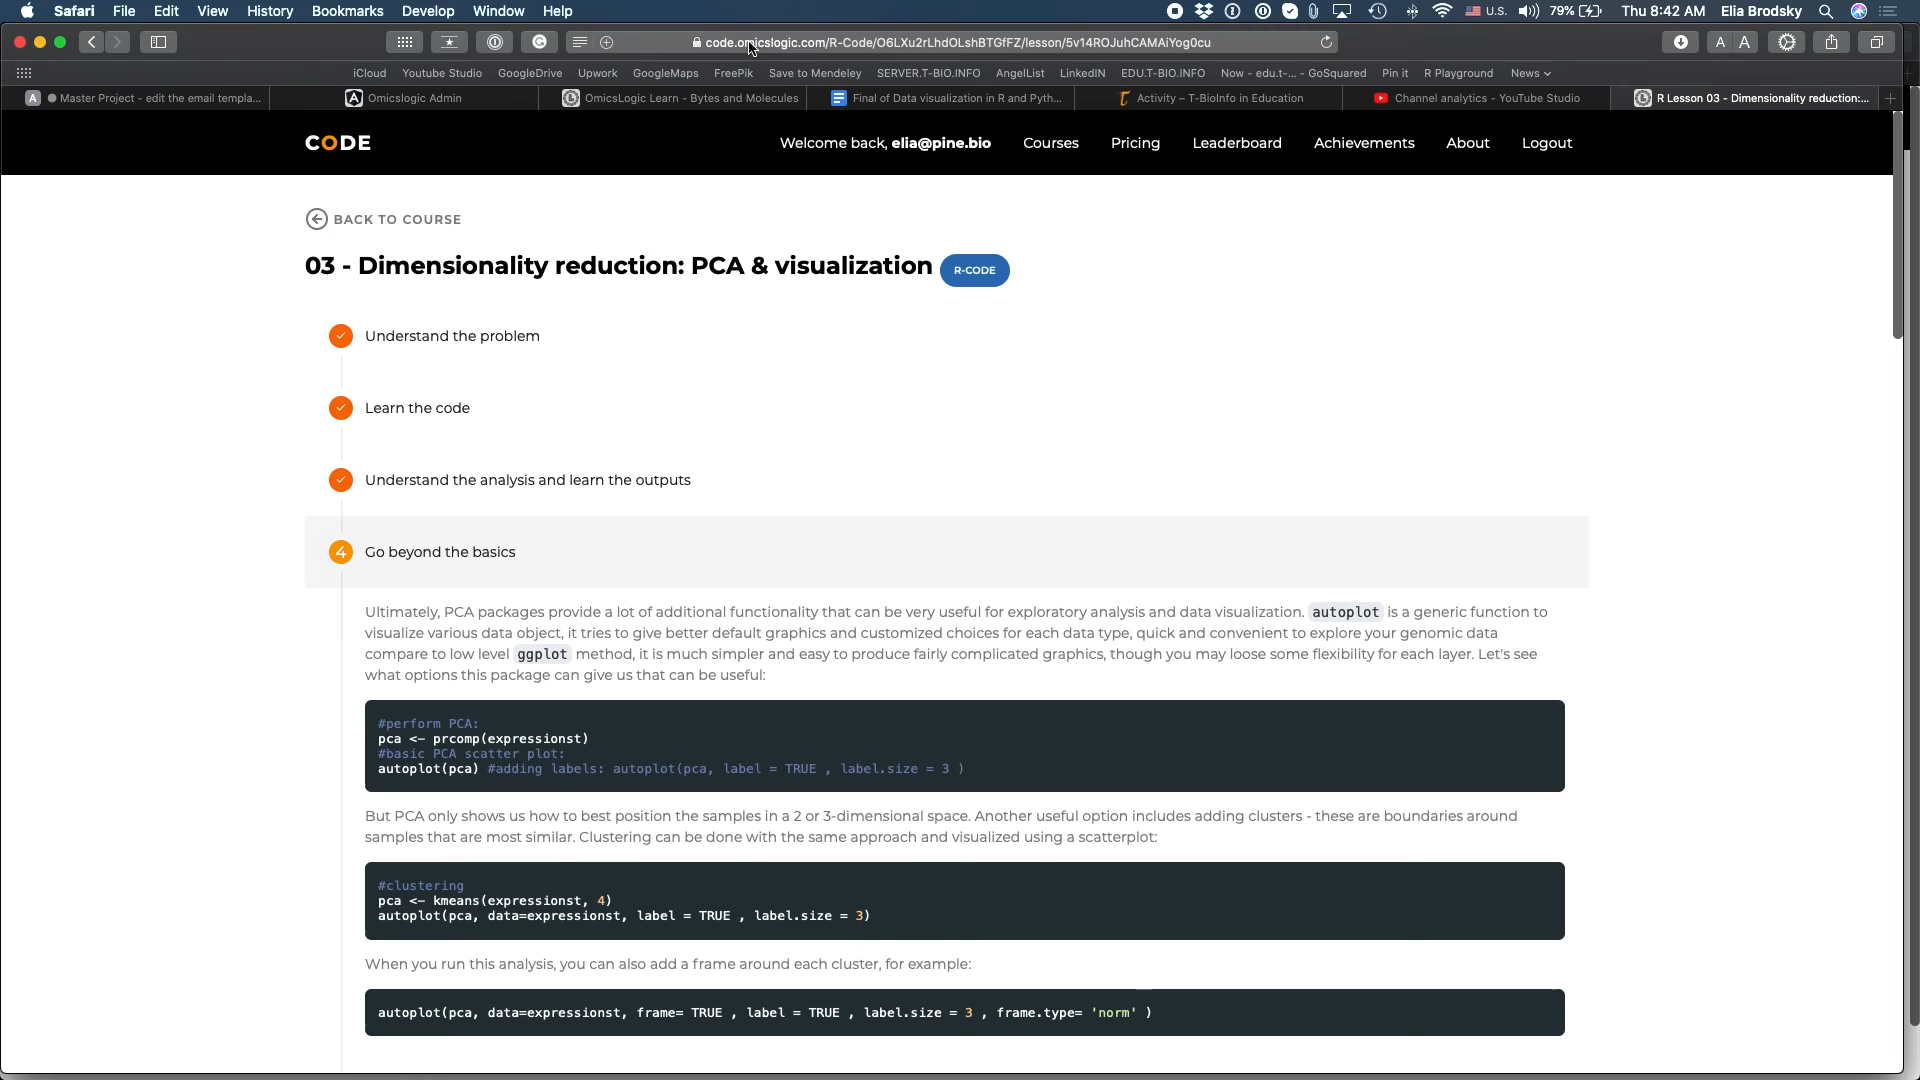 Safari File Edit View History Bookmarks Develop Window Help U.S. 79% Thu 8:42 AM Elia Brodsky
code.omicslogic.com/R-Code/O6LXu2rLhdOLshBTGfFZ/lesson/5v14ROJuhCAMAiYog0cu A A
iCloud Youtube Studio GoogleDrive Upwork GoogleMaps FreePik Save to Mendeley SERVER.T-BIO.INFO AngelList LinkedIN EDU.T-BIO.INFO Now - edu.t-... - GoSquared Pin it R Playground News
A Master Project - edit the email templa... Omicslogic Admin OmicsLogic Learn - Bytes and Molecules Final of Data visualization in R and Pyth... Activity – T-BioInfo in Education Channel analytics - YouTube Studio R Lesson 03 - Dimensionality reduction:...
CODE Welcome back, elia@pine.bio Courses Pricing Leaderboard Achievements About Logout
BACK TO COURSE
03 - Dimensionality reduction: PCA & visualization R-CODE
Understand the problem
Learn the code
Understand the analysis and learn the outputs
4 Go beyond the basics
Ultimately, PCA packages provide a lot of additional functionality that can be very useful for exploratory analysis and data visualization. autoplot is a generic function to
visualize various data object, it tries to give better default graphics and customized choices for each data type, quick and convenient to explore your genomic data
compare to low level ggplot method, it is much simpler and easy to produce fairly complicated graphics, though you may loose some flexibility for each layer. Let's see
what options this package can give us that can be useful:
#perform PCA:
pca <- prcomp(expressionst)
#basic PCA scatter plot:
autoplot(pca) #adding labels: autoplot(pca, label = TRUE , label.size = 3 )
But PCA only shows us how to best position the samples in a 2 or 3-dimensional space. Another useful option includes adding clusters - these are boundaries around
samples that are most similar. Clustering can be done with the same approach and visualized using a scatterplot:
#clustering
pca <- kmeans(expressionst, 4)
autoplot(pca, data=expressionst, label = TRUE , label.size = 3)
When you run this analysis, you can also add a frame around each cluster, for example:
autoplot(pca, data=expressionst, frame= TRUE , label = TRUE , label.size = 3 , frame.type= 'norm' )